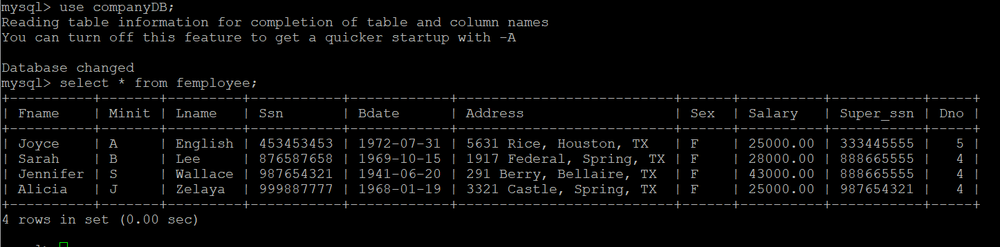 mysql> use companyDB;
Reading table information for completion of table and column names
You can turn off this feature to get a quicker startup with -A
Database changed
mysql> select * from femployee;
+----------+-------+---------+-----------+------------+-------------------------+------+----------+-----------+-----+
| Fname | Minit | Lname | Ssn | Bdate | Address | Sex | Salary | Super_ssn | Dno |
+----------+-------+---------+-----------+------------+-------------------------+------+----------+-----------+-----+
| Joyce | A | English | 453453453 | 1972-07-31 | 5631 Rice, Houston, TX | F | 25000.00 | 333445555 | 5 |
| Sarah | B | Lee | 876587658 | 1969-10-15 | 1917 Federal, Spring, TX | F | 28000.00 | 888665555 | 4 |
| Jennifer | S | Wallace | 987654321 | 1941-06-20 | 291 Berry, Bellaire, TX | F | 43000.00 | 888665555 | 4 |
| Alicia | J | Zelaya | 999887777 | 1968-01-19 | 3321 Castle, Spring, TX | F | 25000.00 | 987654321 | 4 |
+----------+-------+---------+-----------+------------+-------------------------+------+----------+-----------+-----+
4 rows in set (0.00 sec)